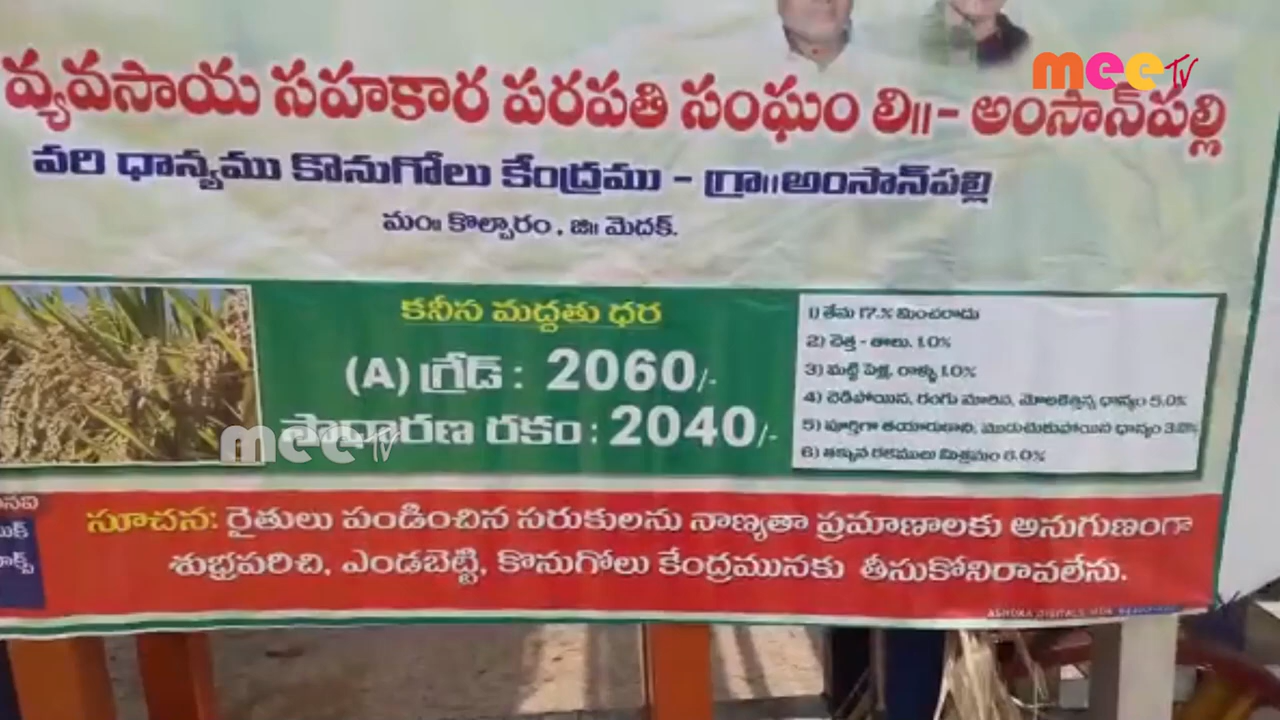 meeTV
వ్యవసాయ సహకార పరపతి సంఘం లి॥ - అంసాన్‌పల్లి
వరి ధాన్యము కొనుగోలు కేంద్రము - గ్రా॥అంసాన్‌పల్లి
మం॥ కొల్చారం, జి॥ మెదక్.
కనీస మద్దతు ధర
(A) గ్రేడ్ : 2060/-
సాధారణ రకం : 2040/-
meeTV
1) తేమ 17.% మించరాదు
2) చెత్త - తాలు. 1.0%
3) మట్టి పెళ్ల, రాళ్ళు 1.0%
4) చెడిపోయిన, రంగు మారిన, మొలకెత్తిన ధాన్యం 5.0%
5) పూర్తిగా తయారుకాని, ముడుచుకుపోయిన ధాన్యం 3.0%
6) తక్కువ రకములు మిశ్రమం 6.0%
సూచన: రైతులు పండించిన సరుకులను నాణ్యతా ప్రమాణాలకు అనుగుణంగా
శుభ్రపరిచి, ఎండబెట్టి, కొనుగోలు కేంద్రమునకు తీసుకోనిరావలేను.